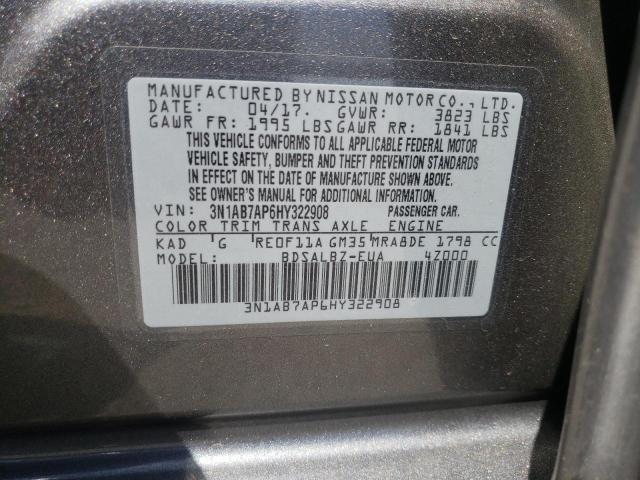 MANUFACTURED BY NISSAN MOTOR CO., LTD.
DATE: 04/17. GVWR: 3823 LBS
GAWR FR: 1995 LBS GAWR RR: 1841 LBS
THIS VEHICLE CONFORMS TO ALL APPLICABLE FEDERAL MOTOR
VEHICLE SAFETY, BUMPER AND THEFT PREVENTION STANDARDS
IN EFFECT ON THE DATE OF MANUFACTURE SHOWN ABOVE.
SEE OWNER'S MANUAL FOR ADDITIONAL INFORMATION.
VIN: 3N1AB7AP6HY322908 PASSENGER CAR.
COLOR TRIM TRANS AXLE ENGINE
KAD G RE0F11A GM35 MRA8DE 1798 CC
MODEL: BDSALBZ-EUA 4Z000
3N1AB7AP6HY322908